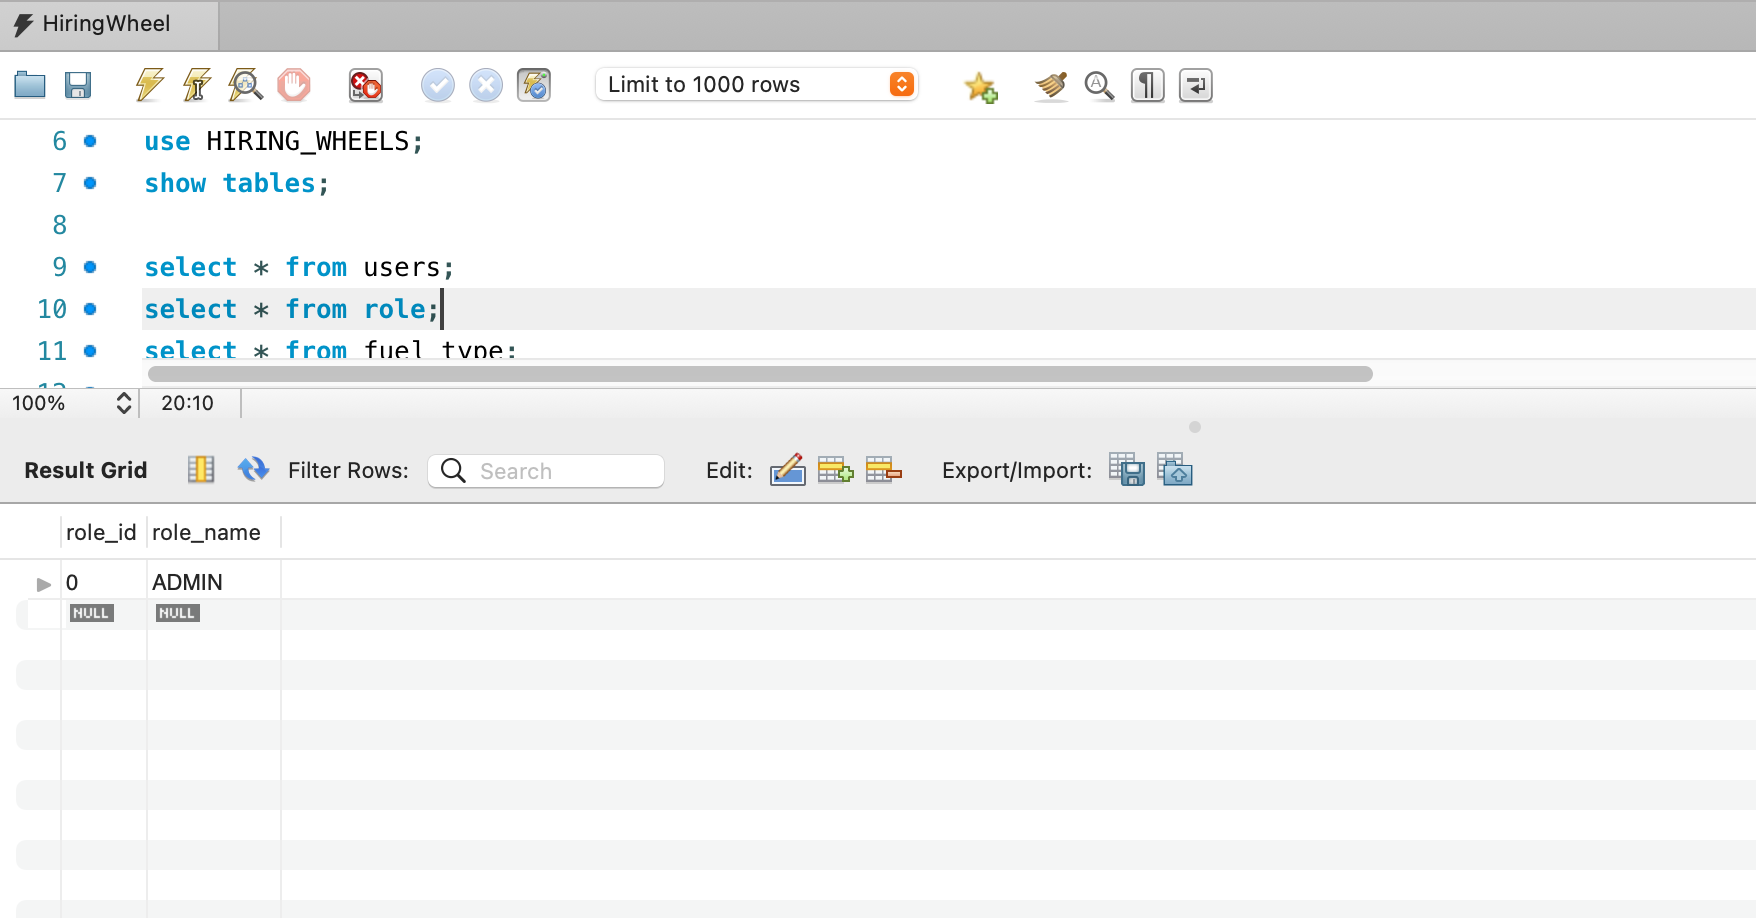 HiringWheel
Limit to 1000 rows
6 use HIRING_WHEELS;
7 show tables;
8
9 select * from users;
10 select * from role;
11 select * from fuel_type;
100% 20:10
Result Grid Filter Rows: Search Edit: Export/Import:
role_id role_name
0 ADMIN
NULL NULL